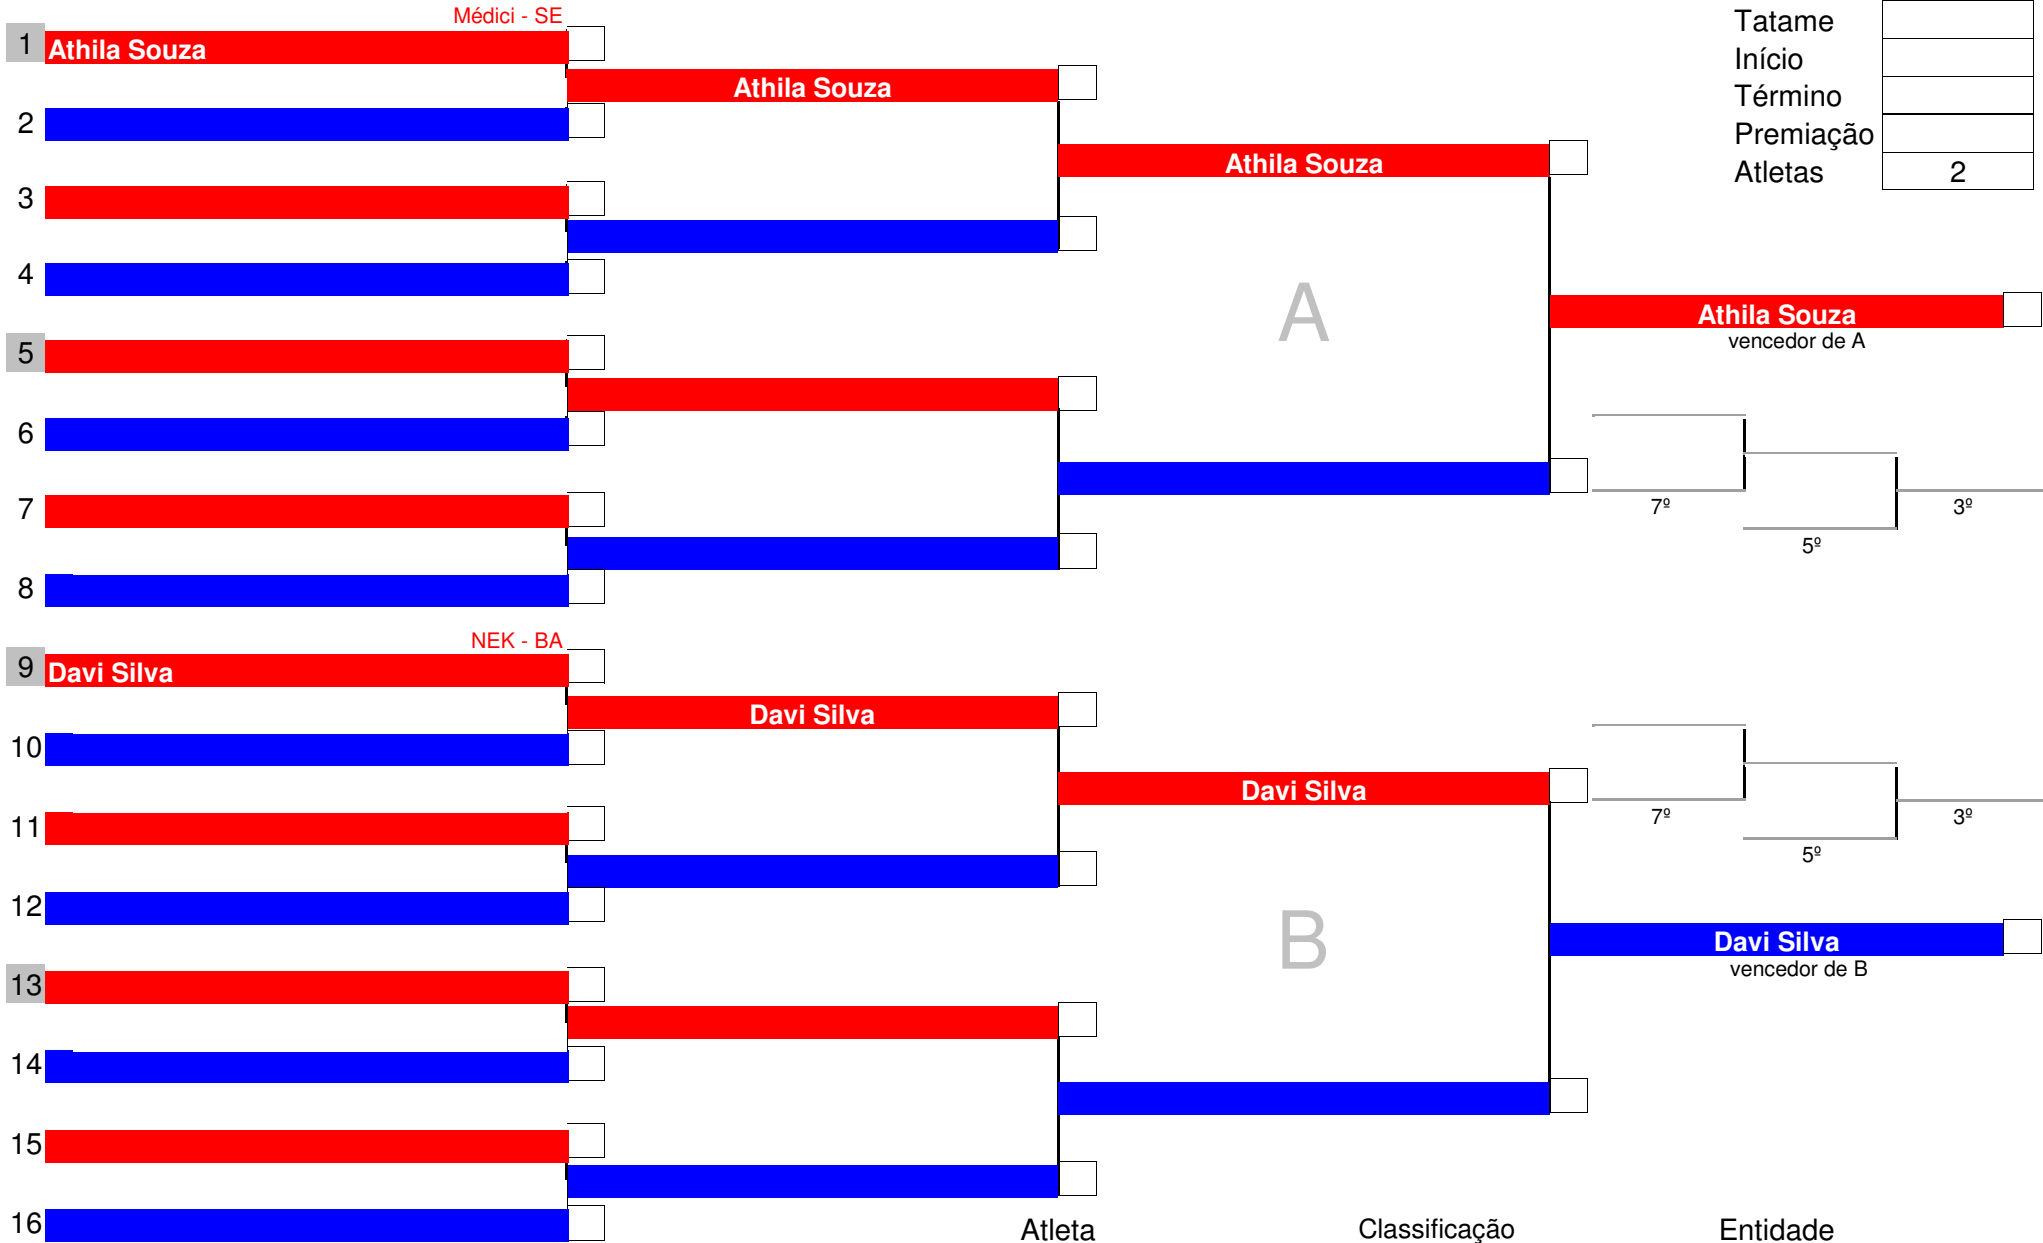 Médici - SE
Tatame
1 Athila Souza
Início
Athila Souza
Término
2
Premiação
Athila Souza
Atletas 2
3
4
A
Athila Souza
vencedor de A
5
6
7
7º
3º
5º
8
NEK - BA
9 Davi Silva
Davi Silva
10
Davi Silva
7º
3º
11
5º
12
B
Davi Silva
vencedor de B
13
14
15
16
Atleta Classificação Entidade